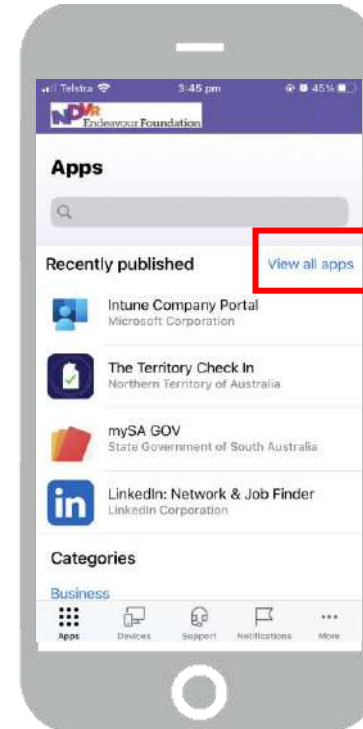 Telstra 3:45 pm 45%
NDMR
Endeavour Foundation
Apps
Recently published View all apps
Intune Company Portal
Microsoft Corporation
The Territory Check In
Northern Territory of Australia
mySA GOV
State Government of South Australia
in LinkedIn: Network & Job Finder
LinkedIn Corporation
Categories
Business
Apps Devices Support Notifications More